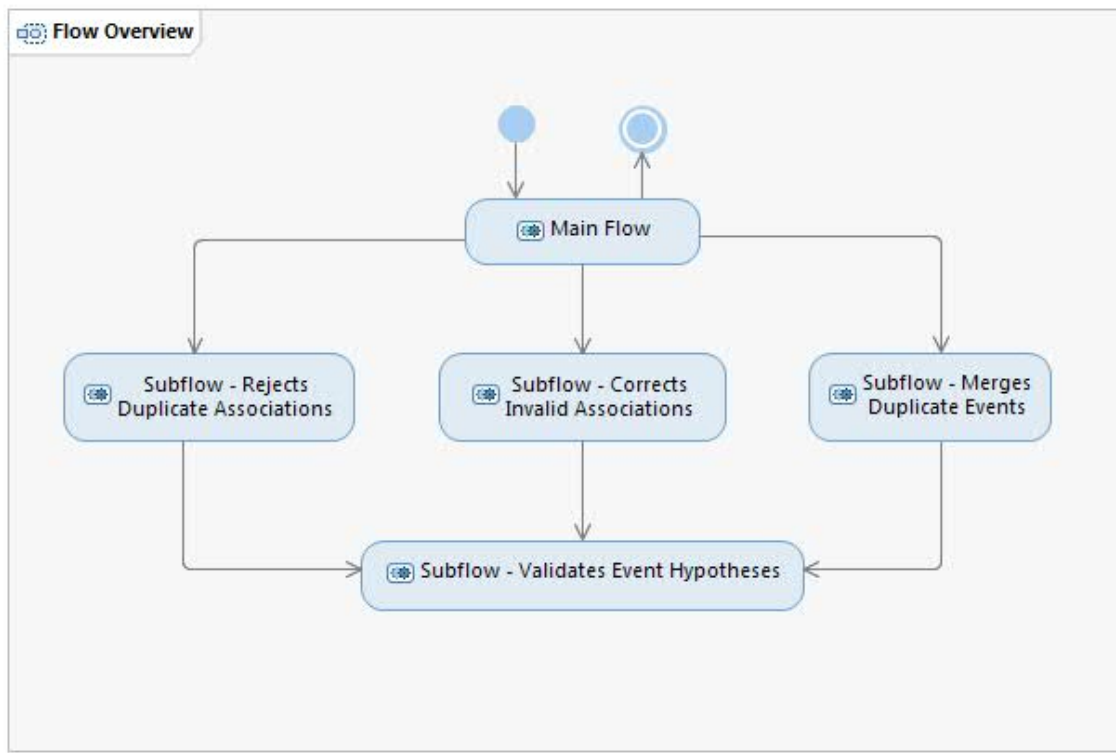 Flow Overview
Main Flow
Subflow - Rejects
Duplicate Associations
Subflow - Corrects
Invalid Associations
Subflow - Merges
Duplicate Events
Subflow - Validates Event Hypotheses